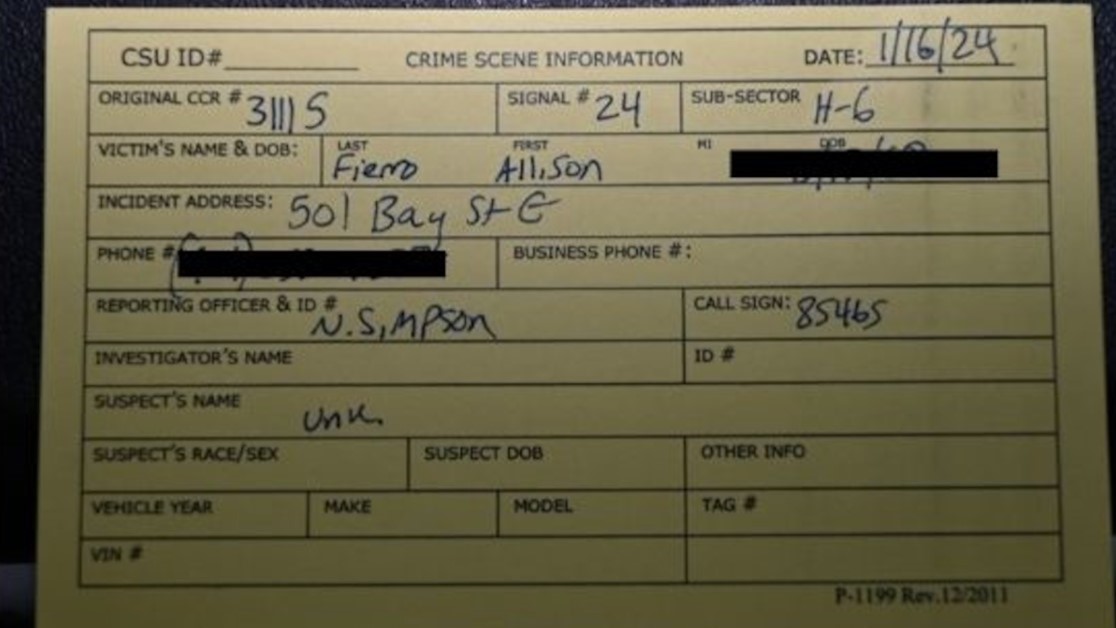 CSU ID# CRIME SCENE INFORMATION DATE: 1/16/24
ORIGINAL CCR # 31115 SIGNAL # 24 SUB-SECTOR H-6
VICTIM'S NAME & DOB: LAST FIRST MI DOB
Fierro Allison
INCIDENT ADDRESS: 501 Bay St E
PHONE # BUSINESS PHONE #:
REPORTING OFFICER & ID # N. Simpson CALL SIGN: 85465
INVESTIGATOR'S NAME ID #
SUSPECT'S NAME unk.
SUSPECT'S RACE/SEX SUSPECT DOB OTHER INFO
VEHICLE YEAR MAKE MODEL TAG #
VIN #
P-1199 Rev.12/2011